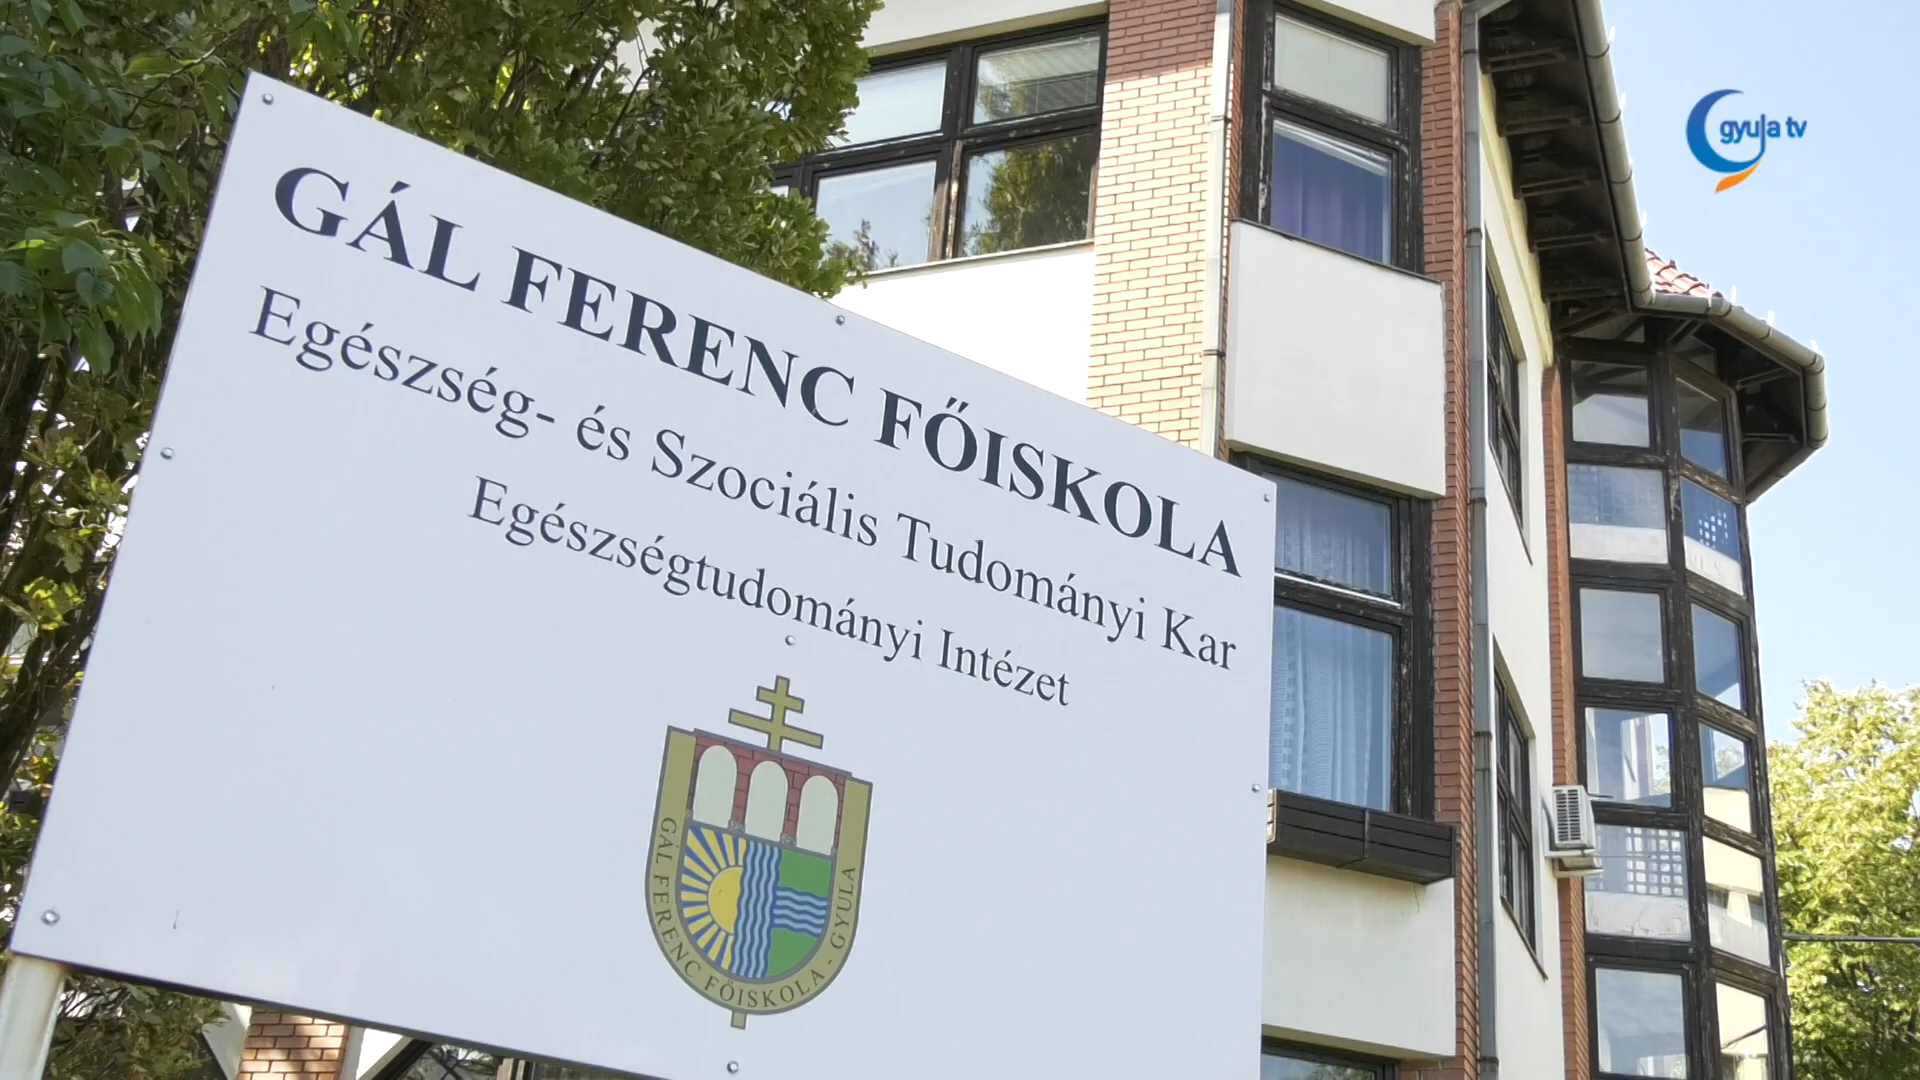 GÁL FERENC FŐISKOLA
Egészség- és Szociális Tudományi Kar
Egészségtudományi Intézet
GÁL FERENC FŐISKOLA - GYULA
gyula tv